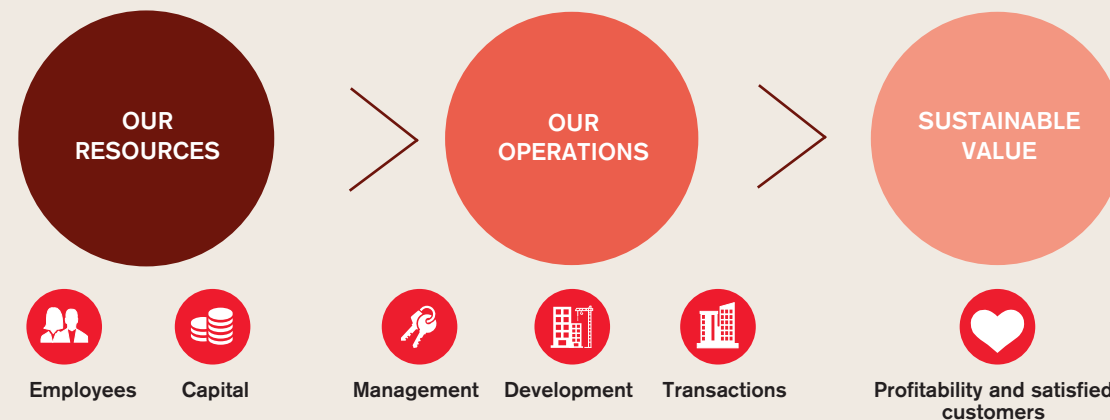 OUR
RESOURCES
OUR
OPERATIONS
SUSTAINABLE
VALUE
Employees
Capital
Management
Development
Transactions
Profitability and satisfied
customers